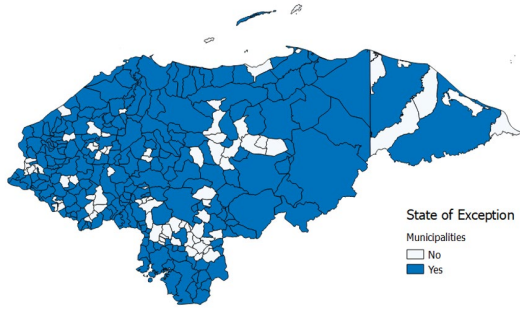 State of Exception
Municipalities
No
Yes